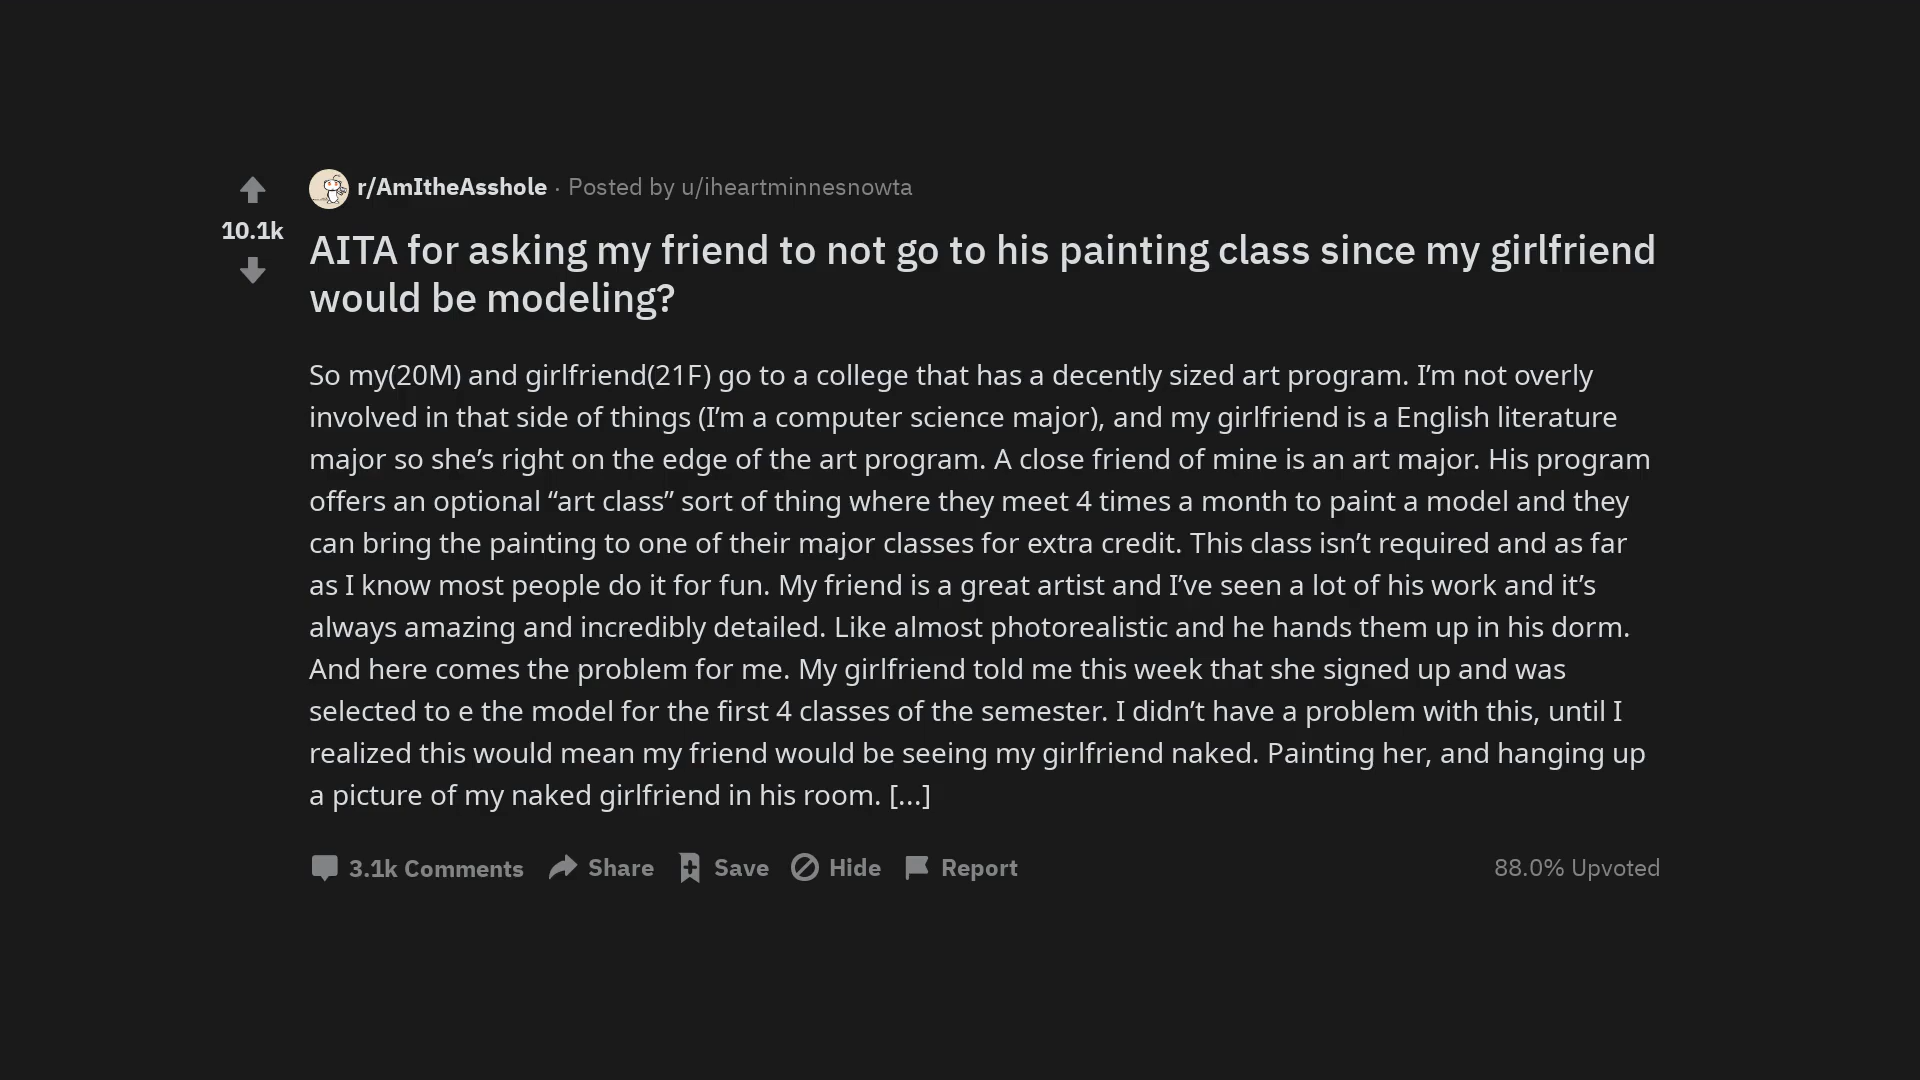 r/AmItheAsshole · Posted by u/iheartminnesnowta
10.1k
AITA for asking my friend to not go to his painting class since my girlfriend
would be modeling?
So my(20M) and girlfriend(21F) go to a college that has a decently sized art program. I’m not overly
involved in that side of things (I’m a computer science major), and my girlfriend is a English literature
major so she’s right on the edge of the art program. A close friend of mine is an art major. His program
offers an optional “art class” sort of thing where they meet 4 times a month to paint a model and they
can bring the painting to one of their major classes for extra credit. This class isn’t required and as far
as I know most people do it for fun. My friend is a great artist and I’ve seen a lot of his work and it’s
always amazing and incredibly detailed. Like almost photorealistic and he hands them up in his dorm.
And here comes the problem for me. My girlfriend told me this week that she signed up and was
selected to e the model for the first 4 classes of the semester. I didn’t have a problem with this, until I
realized this would mean my friend would be seeing my girlfriend naked. Painting her, and hanging up
a picture of my naked girlfriend in his room. [...]
3.1k Comments Share Save Hide Report 88.0% Upvoted